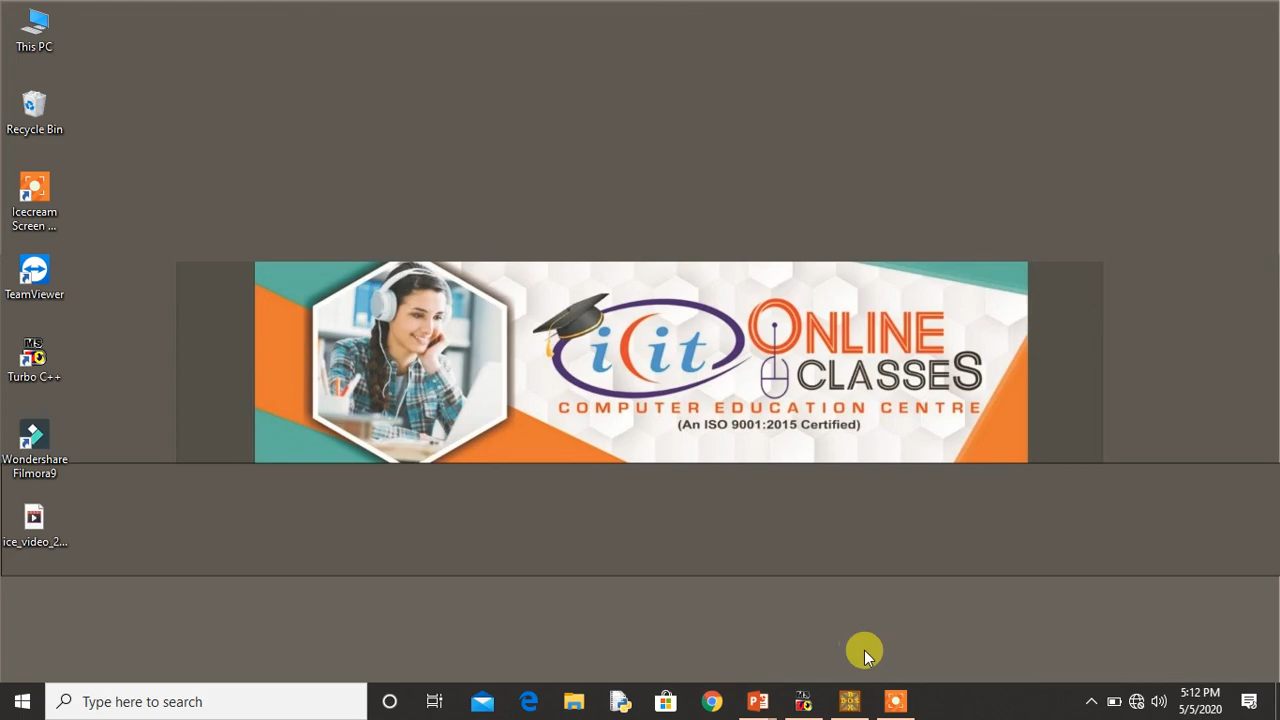 This PC
Recycle Bin
Icecream
Screen ...
TeamViewer
MS
Turbo C++
Wondershare
Filmora9
ice_video_2...
icit ONLINE
CLASSES
COMPUTER EDUCATION CENTRE
(An ISO 9001:2015 Certified)
Type here to search
5:12 PM
5/5/2020